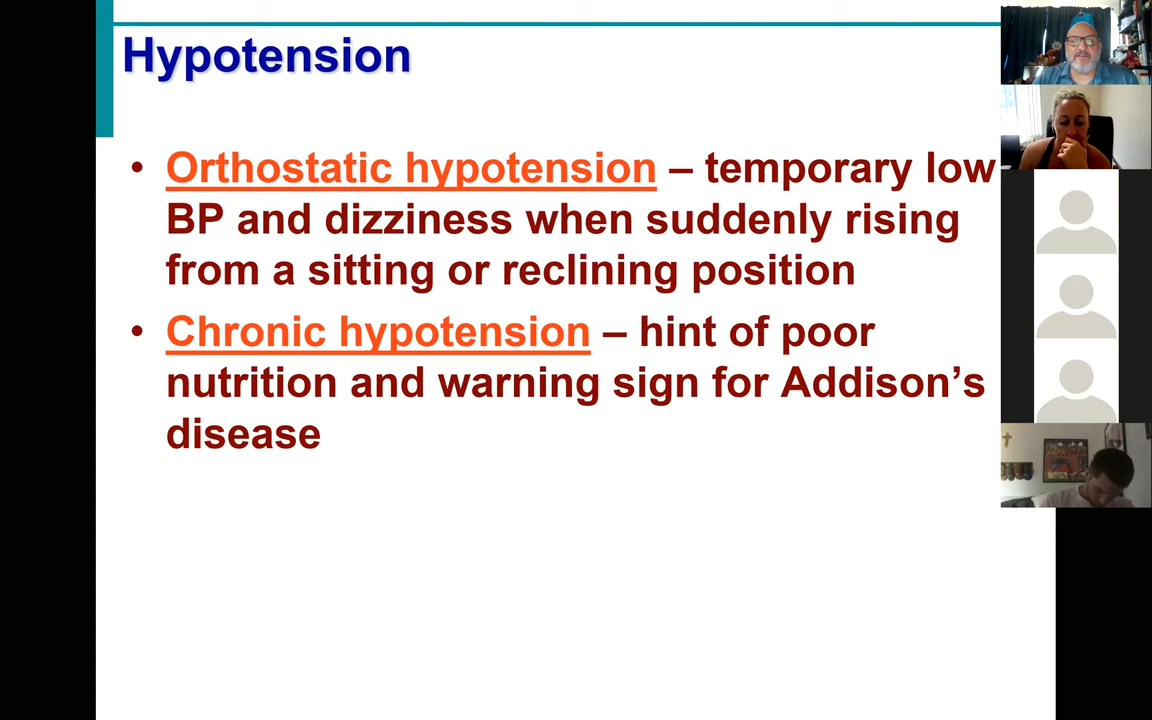 Hypotension
• Orthostatic hypotension – temporary low
BP and dizziness when suddenly rising
from a sitting or reclining position
• Chronic hypotension – hint of poor
nutrition and warning sign for Addison’s
disease